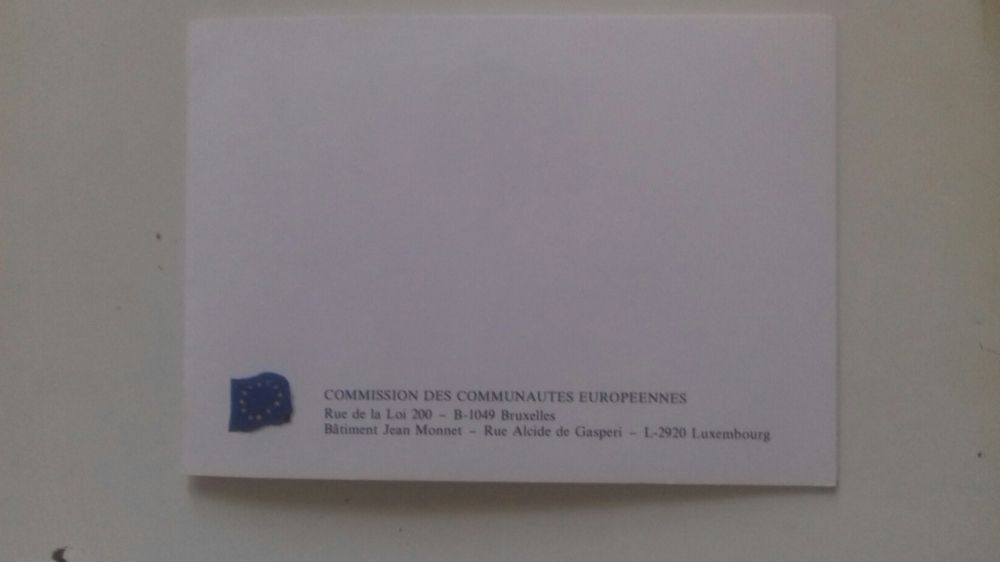 COMMISSION DES COMMUNAUTES EUROPEENNES
Rue de la Loi 200 – B-1049 Bruxelles
Bâtiment Jean Monnet – Rue Alcide de Gasperi – L-2920 Luxembourg